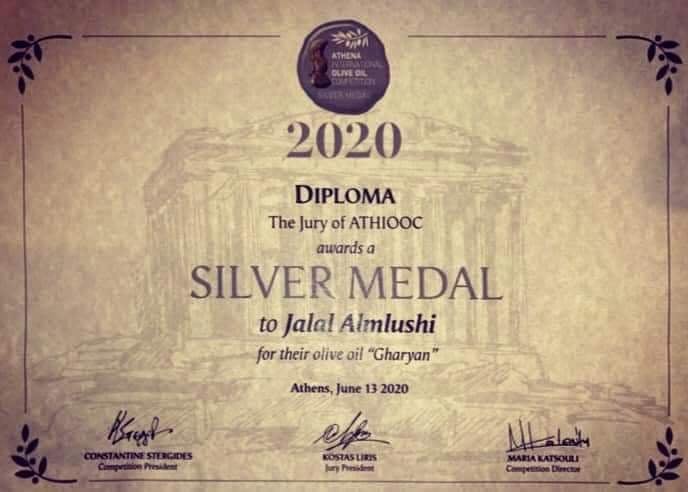 ATHENA
INTERNATIONAL
OLIVE OIL
COMPETITION
SILVER MEDAL
2020
DIPLOMA
The Jury of ATHIOOC
awards a
SILVER MEDAL
to Jalal Almlushi
for their olive oil “Gharyan”
Athens, June 13 2020
CONSTANTINE STERGIDES
Competition President
KOSTAS LIRIS
Jury President
MARIA KATSOULI
Competition Director